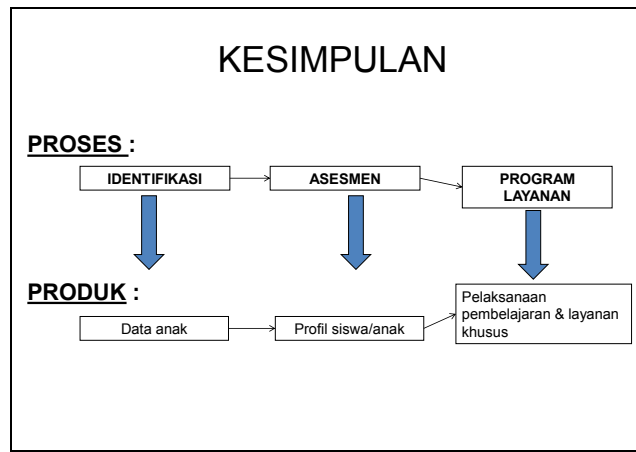 KESIMPULAN
PROSES :
IDENTIFIKASI
ASESMEN
PROGRAM
LAYANAN
PRODUK :
Data anak
Profil siswa/anak
Pelaksanaan
pembelajaran & layanan
khusus